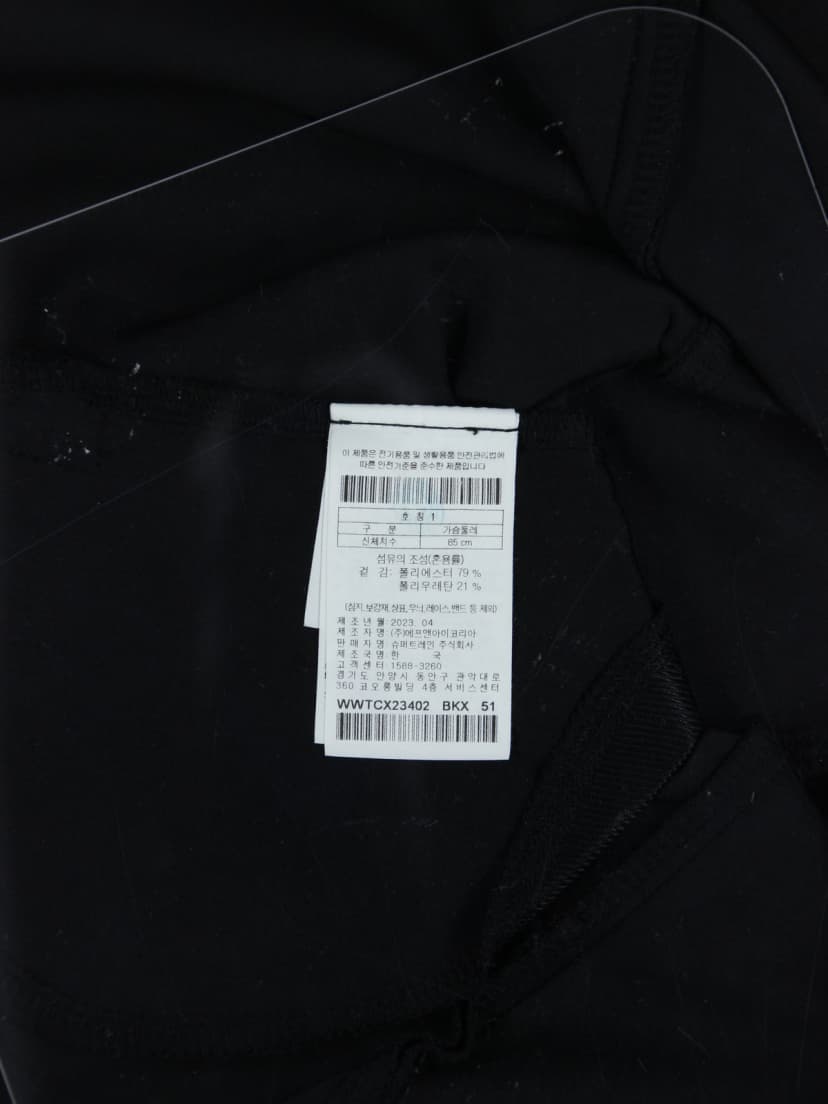 이 제품은 전기용품 및 생활용품 안전관리법에
따른 안전기준을 준수한 제품입니다
호 칭 1
구 분 가슴둘레
신체치수 85 cm
섬유의 조성(혼용률)
겉 감: 폴리에스터 79 %
폴리우레탄 21 %
(심지,보강재,상표,무늬,레이스,밴드 등 제외)
제 조 년 월:2023. 04
제 조 자 명:(주)에프앤아이코리아
판 매 자 명:슈퍼트레인 주식회사
제 조 국 명:한 국
고객센터 1588-3260
경기도 안양시 동안구 관악대로
360 코오롱빌딩 4층 서비스센터
WWTCX23402 BKX 51